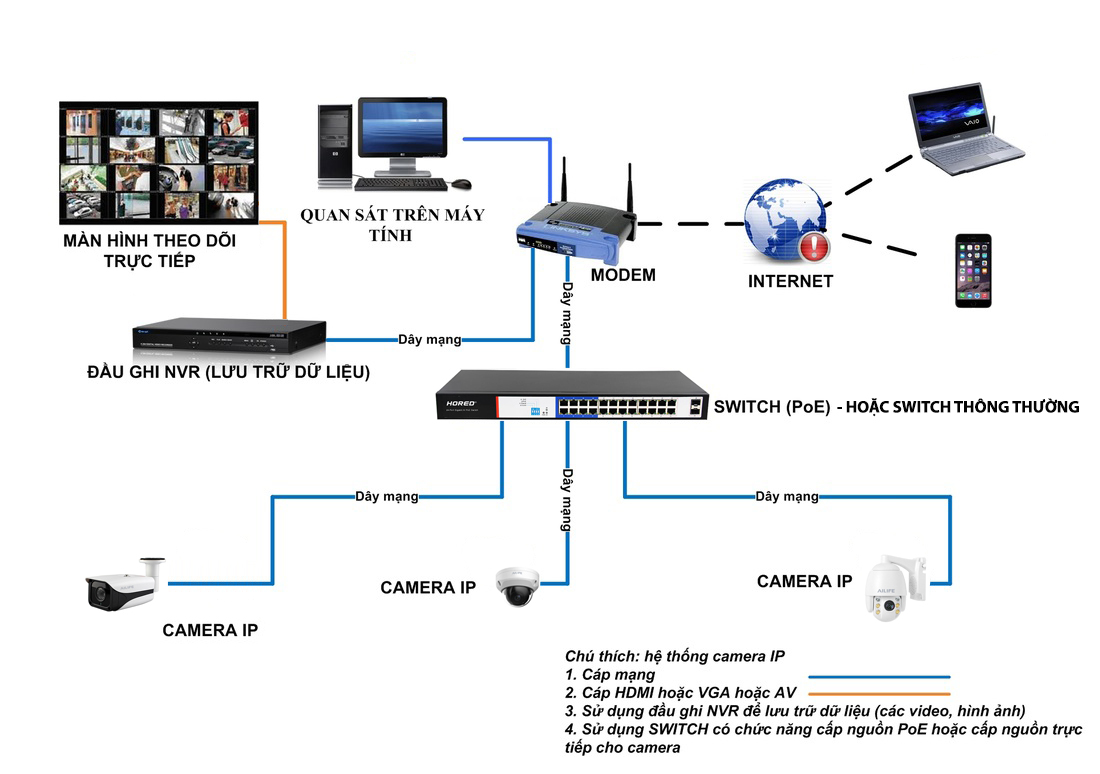 MÀN HÌNH THEO DÕI
TRỰC TIẾP
QUAN SÁT TRÊN MÁY
TÍNH
MODEM
INTERNET
VAIO
Dây mạng
Dây mạng
ĐẦU GHI NVR (LƯU TRỮ DỮ LIỆU)
HORED
SWITCH (PoE) - HOẶC SWITCH THÔNG THƯỜNG
Dây mạng
Dây mạng
Dây mạng
CAMERA IP
CAMERA IP
CAMERA IP
AILIFE
Chú thích: hệ thống camera IP
1. Cáp mạng
2. Cáp HDMI hoặc VGA hoặc AV
3. Sử dụng đầu ghi NVR để lưu trữ dữ liệu (các video, hình ảnh)
4. Sử dụng SWITCH có chức năng cấp nguồn PoE hoặc cấp nguồn trực
tiếp cho camera